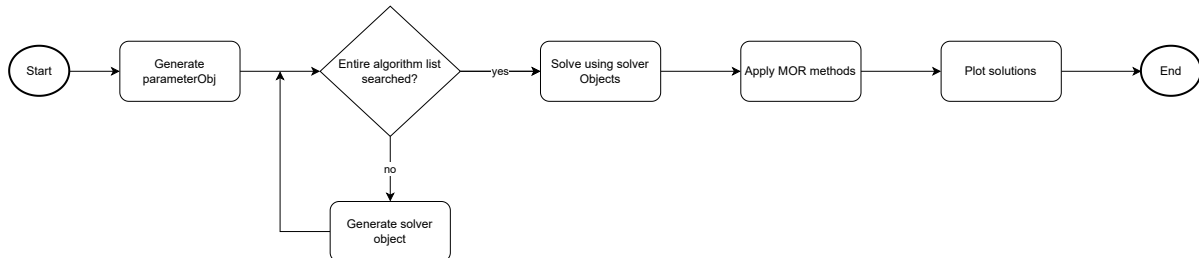 Start
Generate
parameterObj
Entire algorithm list
searched?
yes
Solve using solver
Objects
Apply MOR methods
Plot solutions
End
no
Generate solver
object